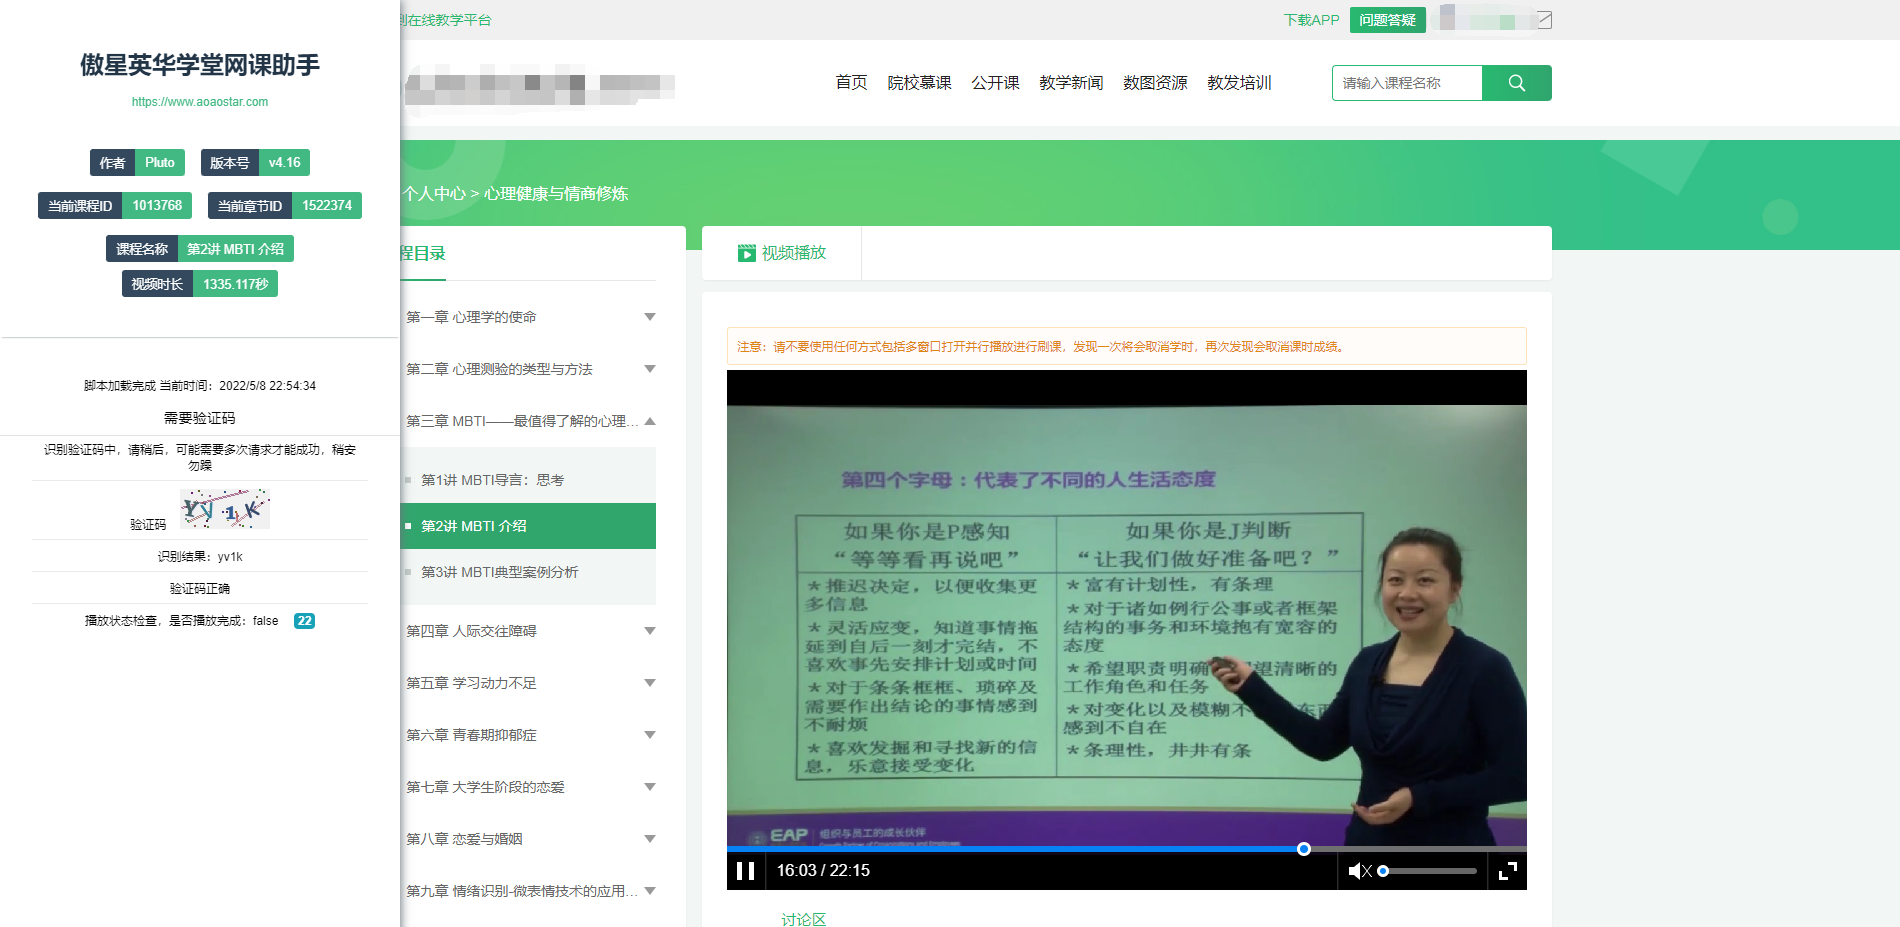 傲星英华学堂网课助手
https://www.aoaostar.com
作者 Pluto 版本号 v4.16
当前课程ID 1013768 当前章节ID 1522374
课程名称 第2讲 MBTI 介绍
视频时长 1335.117秒
脚本加载完成 当前时间：2022/5/8 22:54:34
需要验证码
识别验证码中，请稍后，可能需要多次请求才能成功，稍安
勿躁
验证码 Yv1K
识别结果：yv1k
验证码正确
播放状态检查，是否播放完成：false 22
到在线教学平台
下载APP 问题答疑
首页 院校慕课 公开课 教学新闻 数图资源 教发培训
请输入课程名称
个人中心 > 心理健康与情商修炼
程目录
第一章 心理学的使命
第二章 心理测验的类型与方法
第三章 MBTI——最值得了解的心理...
第1讲 MBTI导言：思考
第2讲 MBTI 介绍
第3讲 MBTI典型案例分析
第四章 人际交往障碍
第五章 学习动力不足
第六章 青春期抑郁症
第七章 大学生阶段的恋爱
第八章 恋爱与婚姻
第九章 情绪识别-微表情技术的应用...
视频播放
注意：请不要使用任何方式包括多窗口打开并行播放进行刷课，发现一次将会取消学时，再次发现会取消课时成绩。
第四个字母：代表了不同的人生活态度
如果你是P感知
“等等看再说吧”
＊推迟决定，以便收集更
多信息
＊灵活应变，知道事情拖
延到自后一刻才完结，不
喜欢事先安排计划或时间
＊对于条条框框、琐碎及
需要作出结论的事情感到
不耐烦
＊喜欢发掘和寻找新的信
息，乐意接受变化
如果你是J判断
“让我们做好准备吧？”
＊富有计划性，有条理
＊对于诸如例行公事或者框架
结构的事务和环境抱有宽容的
态度
＊希望职责明确 望清晰的
工作角色和任务
＊对变化以及模糊不 东西
感到不自在
＊条理性，井井有条
EAP 组织与员工的成长伙伴
Growth Partner of Organizations and Employees
16:03 / 22:15
讨论区